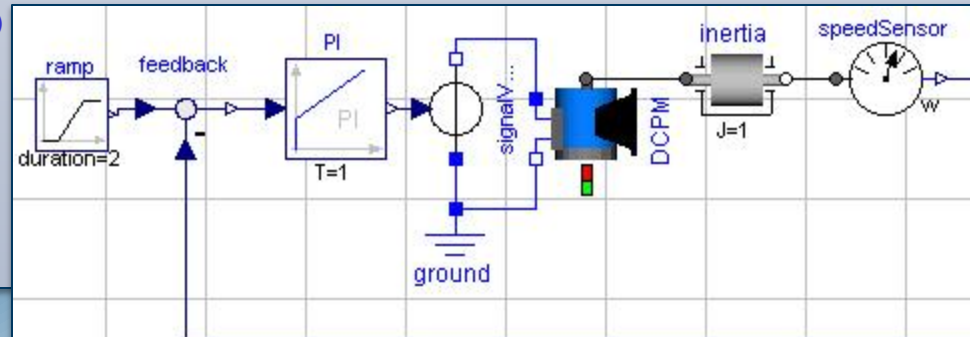 ramp
duration=2
feedback
-
PI
PI
T=1
signalV...
ground
DCPM
inertia
J=1
speedSensor
w